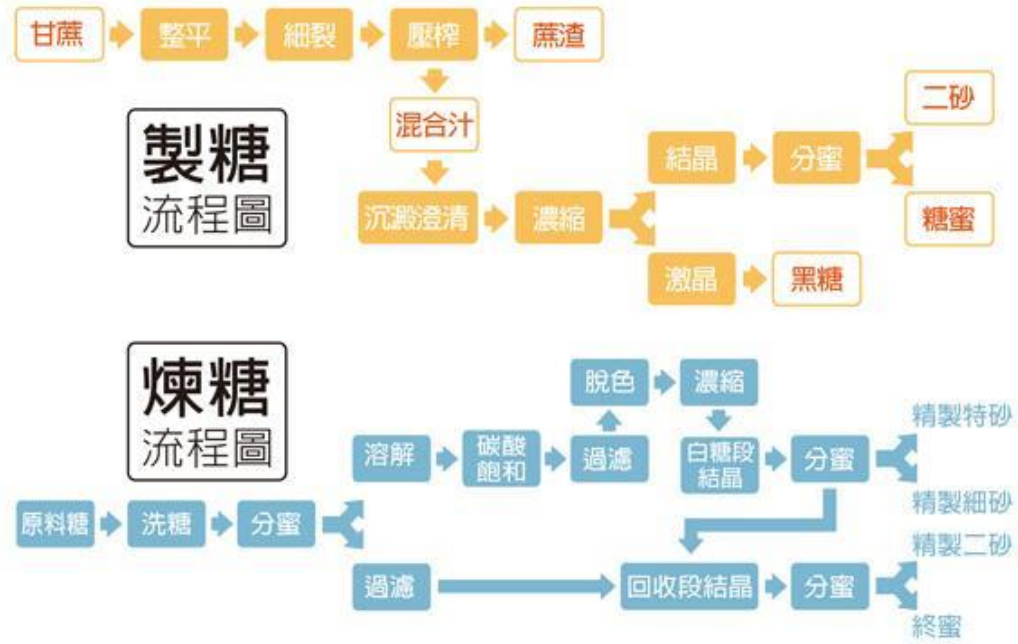 甘蔗
整平
細裂
壓榨
蔗渣
混合汁
沉澱澄清
濃縮
結晶
分蜜
二砂
糖蜜
激晶
黑糖
製糖
流程圖
煉糖
流程圖
原料糖
洗糖
分蜜
溶解
碳酸
飽和
過濾
脫色
濃縮
白糖段
結晶
分蜜
精製特砂
精製細砂
過濾
回收段結晶
分蜜
精製二砂
終蜜